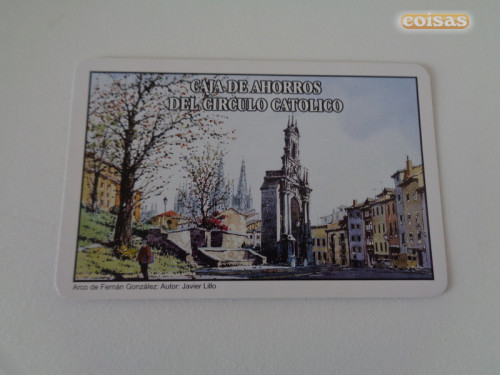 coisas
CAJA DE AHORROS
DEL CIRCULO CATOLICO
Arco de Fernán González: Autor: Javier Lillo